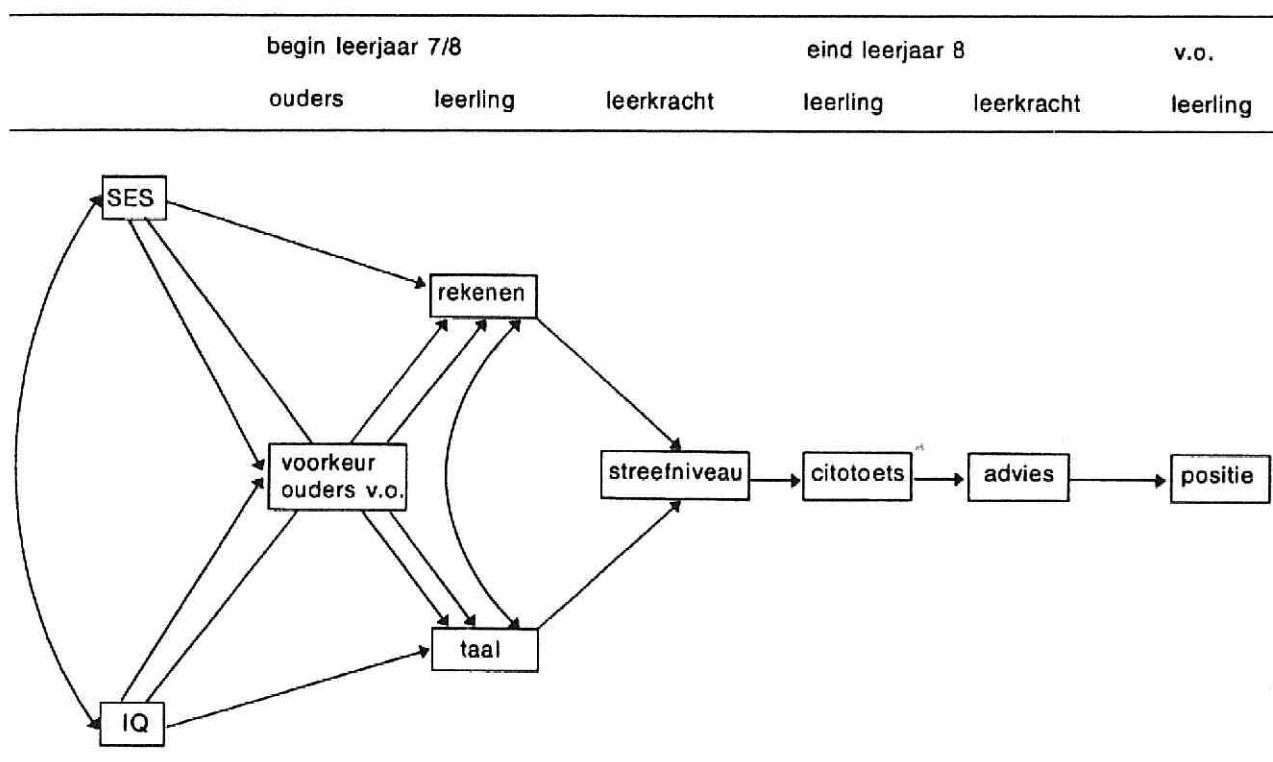 begin leerjaar 7/8 eind leerjaar 8 v.o.
ouders leerling leerkracht leerling leerkracht leerling
SES
rekenen
voorkeur
ouders v.o.
streefniveau citotoets advies positie
taal
IQ